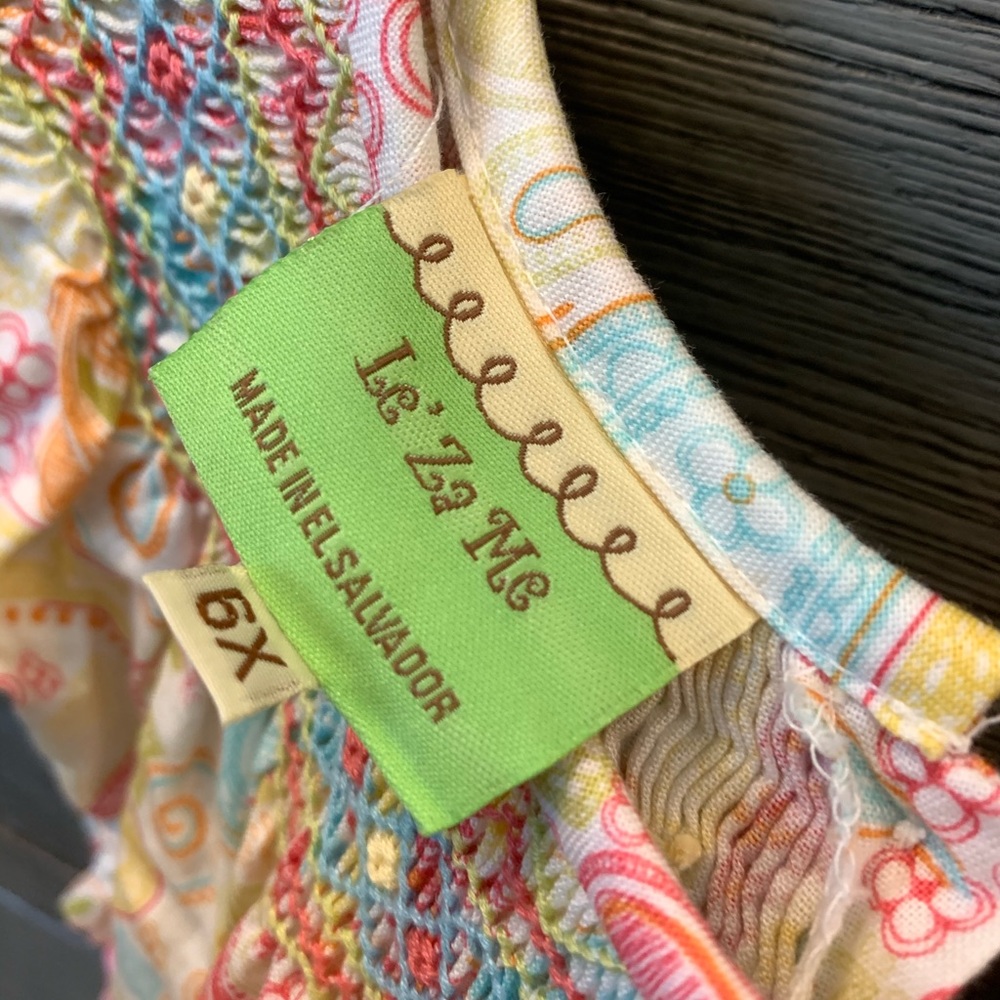 Le' Za Me
MADE IN EL SALVADOR
6X